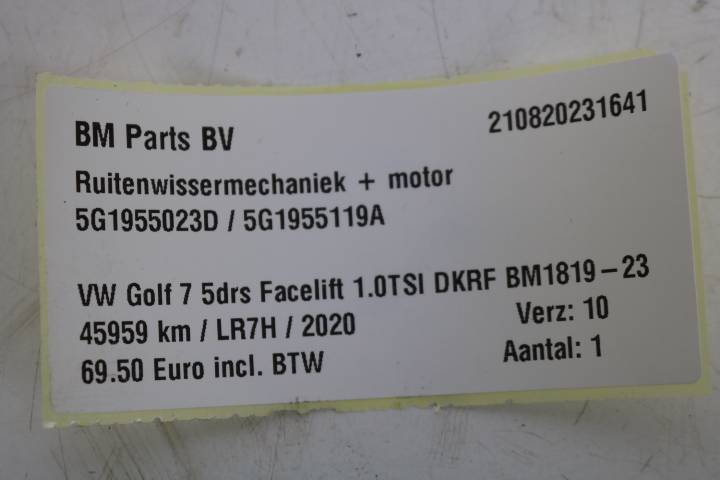 BM Parts BV 210820231641
Ruitenwissermechaniek + motor
5G1955023D / 5G1955119A
VW Golf 7 5drs Facelift 1.0TSI DKRF BM1819-23
45959 km / LR7H / 2020 Verz: 10
69.50 Euro incl. BTW Aantal: 1